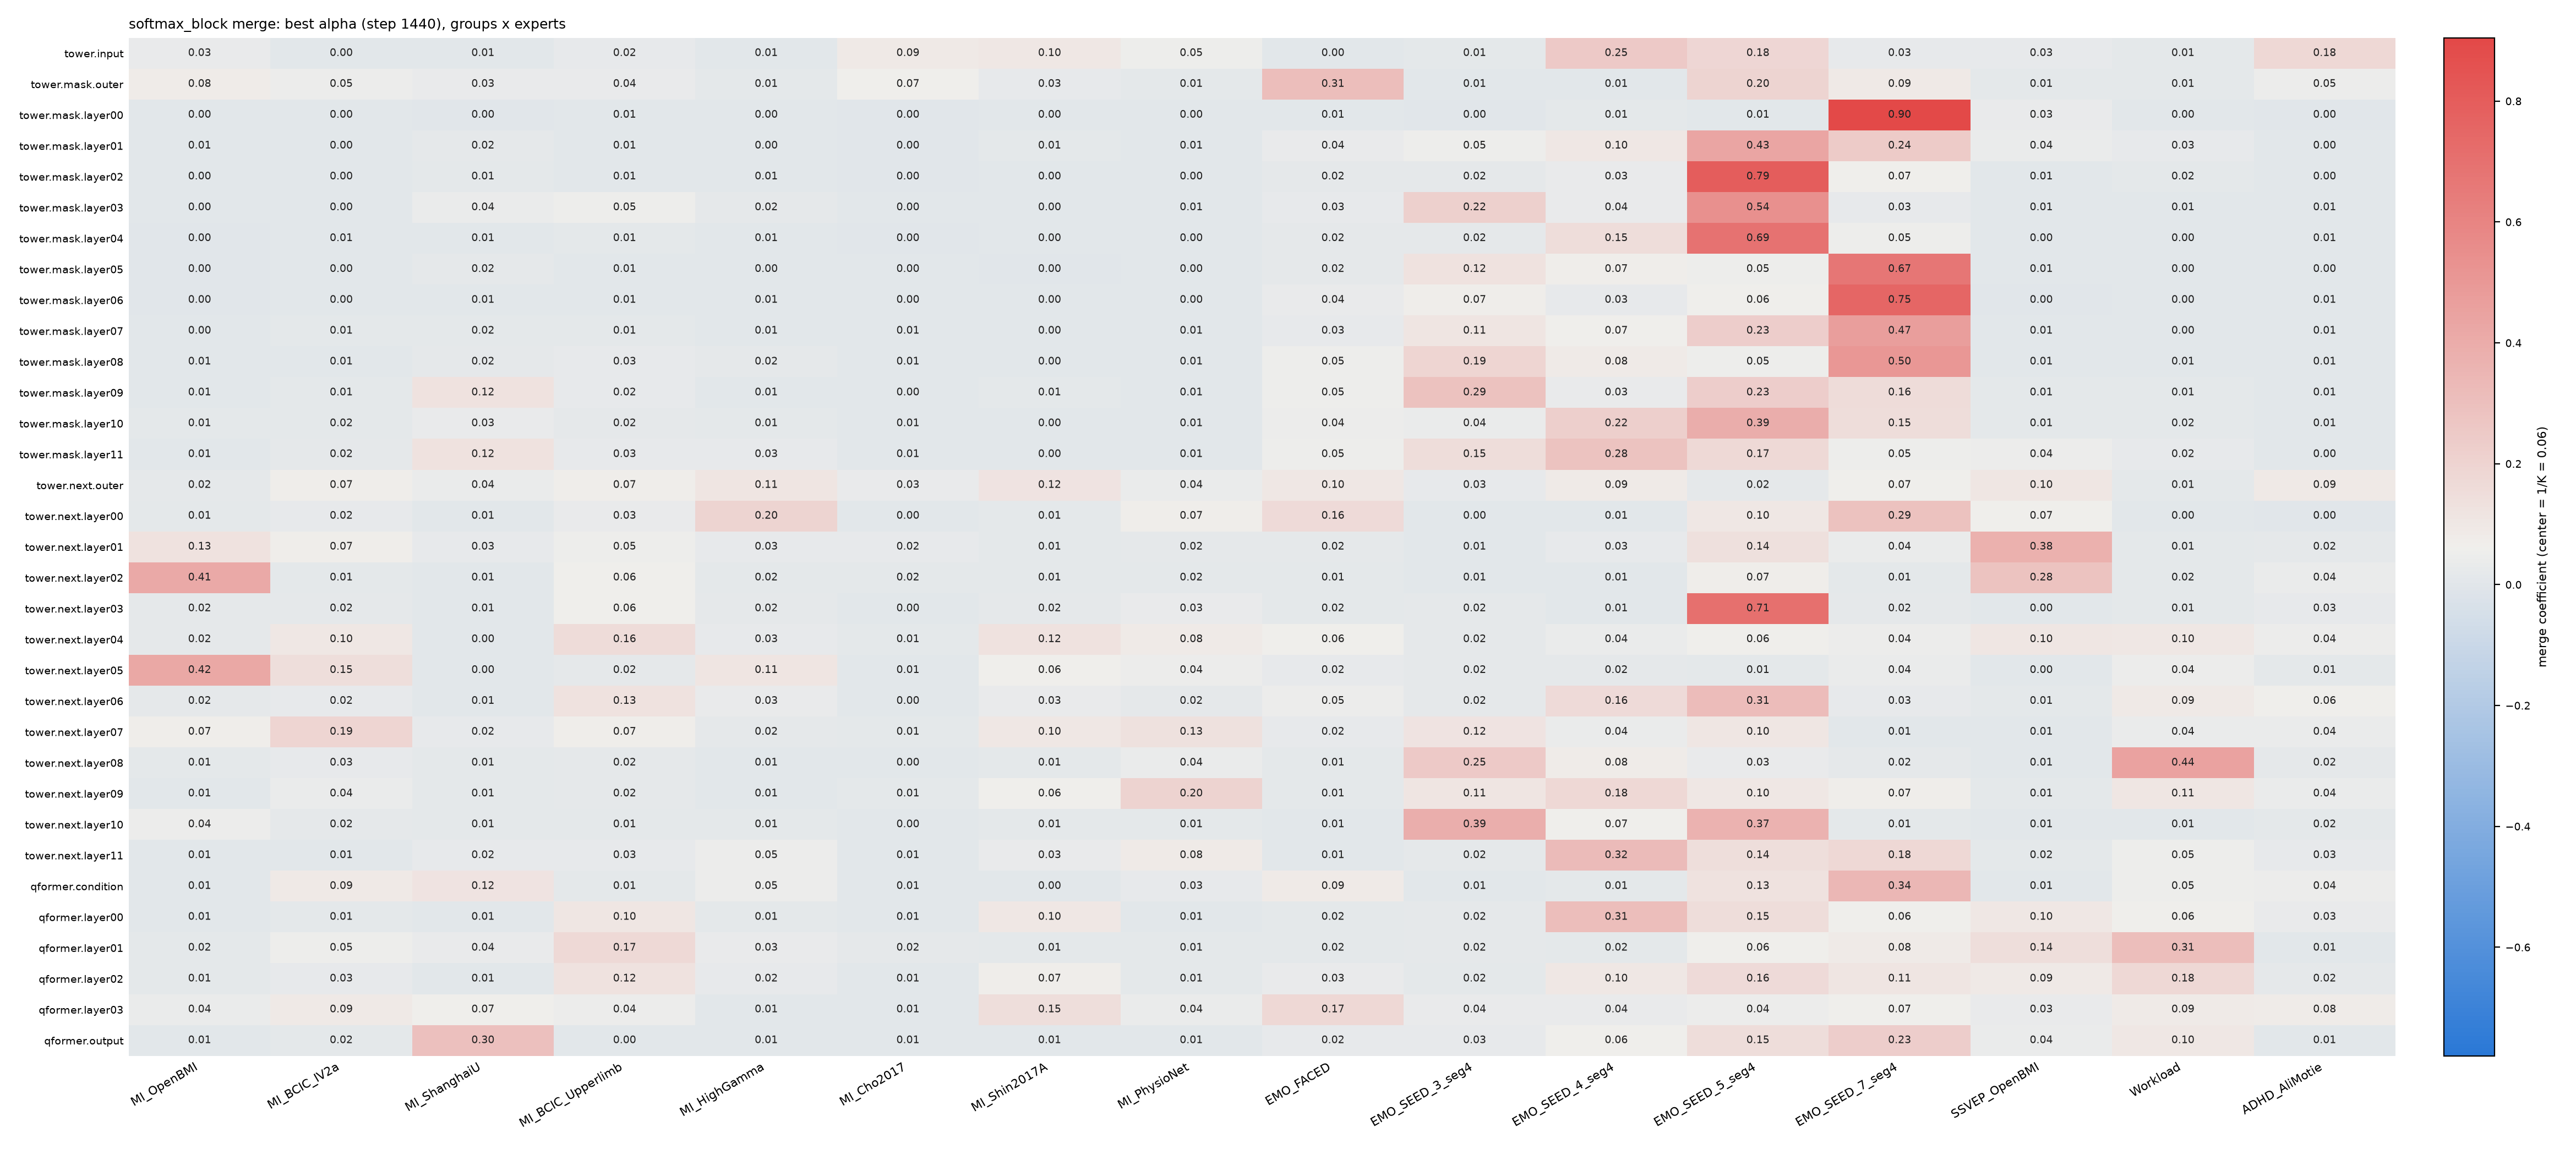 softmax_block merge: best alpha (step 1440), groups x experts
tower.input 0.03 0.00 0.01 0.02 0.01 0.09 0.10 0.05 0.00 0.01 0.25 0.18 0.03 0.03 0.01 0.18
tower.mask.outer 0.08 0.05 0.03 0.04 0.01 0.07 0.03 0.01 0.31 0.01 0.01 0.20 0.09 0.01 0.01 0.05
tower.mask.layer00 0.00 0.00 0.00 0.01 0.00 0.00 0.00 0.00 0.01 0.00 0.01 0.01 0.90 0.03 0.00 0.00
tower.mask.layer01 0.01 0.00 0.02 0.01 0.00 0.00 0.01 0.01 0.04 0.05 0.10 0.43 0.24 0.04 0.03 0.00
tower.mask.layer02 0.00 0.00 0.01 0.01 0.01 0.00 0.00 0.00 0.02 0.02 0.03 0.79 0.07 0.01 0.02 0.00
tower.mask.layer03 0.00 0.00 0.04 0.05 0.02 0.00 0.00 0.01 0.03 0.22 0.04 0.54 0.03 0.01 0.01 0.01
tower.mask.layer04 0.00 0.01 0.01 0.01 0.01 0.00 0.00 0.00 0.02 0.02 0.15 0.69 0.05 0.00 0.00 0.01
tower.mask.layer05 0.00 0.00 0.02 0.01 0.00 0.00 0.00 0.00 0.02 0.12 0.07 0.05 0.67 0.01 0.00 0.00
tower.mask.layer06 0.00 0.00 0.01 0.01 0.01 0.00 0.00 0.00 0.04 0.07 0.03 0.06 0.75 0.00 0.00 0.01
tower.mask.layer07 0.00 0.01 0.02 0.01 0.01 0.01 0.00 0.01 0.03 0.11 0.07 0.23 0.47 0.01 0.00 0.01
tower.mask.layer08 0.01 0.01 0.02 0.03 0.02 0.01 0.00 0.01 0.05 0.19 0.08 0.05 0.50 0.01 0.01 0.01
tower.mask.layer09 0.01 0.01 0.12 0.02 0.01 0.00 0.01 0.01 0.05 0.29 0.03 0.23 0.16 0.01 0.01 0.01
tower.mask.layer10 0.01 0.02 0.03 0.02 0.01 0.01 0.00 0.01 0.04 0.04 0.22 0.39 0.15 0.01 0.02 0.01
tower.mask.layer11 0.01 0.02 0.12 0.03 0.03 0.01 0.00 0.01 0.05 0.15 0.28 0.17 0.05 0.04 0.02 0.00
tower.next.outer 0.02 0.07 0.04 0.07 0.11 0.03 0.12 0.04 0.10 0.03 0.09 0.02 0.07 0.10 0.01 0.09
tower.next.layer00 0.01 0.02 0.01 0.03 0.20 0.00 0.01 0.07 0.16 0.00 0.01 0.10 0.29 0.07 0.00 0.00
tower.next.layer01 0.13 0.07 0.03 0.05 0.03 0.02 0.01 0.02 0.02 0.01 0.03 0.14 0.04 0.38 0.01 0.02
tower.next.layer02 0.41 0.01 0.01 0.06 0.02 0.02 0.01 0.02 0.01 0.01 0.01 0.07 0.01 0.28 0.02 0.04
tower.next.layer03 0.02 0.02 0.01 0.06 0.02 0.00 0.02 0.03 0.02 0.02 0.01 0.71 0.02 0.00 0.01 0.03
tower.next.layer04 0.02 0.10 0.00 0.16 0.03 0.01 0.12 0.08 0.06 0.02 0.04 0.06 0.04 0.10 0.10 0.04
tower.next.layer05 0.42 0.15 0.00 0.02 0.11 0.01 0.06 0.04 0.02 0.02 0.02 0.01 0.04 0.00 0.04 0.01
tower.next.layer06 0.02 0.02 0.01 0.13 0.03 0.00 0.03 0.02 0.05 0.02 0.16 0.31 0.03 0.01 0.09 0.06
tower.next.layer07 0.07 0.19 0.02 0.07 0.02 0.01 0.10 0.13 0.02 0.12 0.04 0.10 0.01 0.01 0.04 0.04
tower.next.layer08 0.01 0.03 0.01 0.02 0.01 0.00 0.01 0.04 0.01 0.25 0.08 0.03 0.02 0.01 0.44 0.02
tower.next.layer09 0.01 0.04 0.01 0.02 0.01 0.01 0.06 0.20 0.01 0.11 0.18 0.10 0.07 0.01 0.11 0.04
tower.next.layer10 0.04 0.02 0.01 0.01 0.01 0.00 0.01 0.01 0.01 0.39 0.07 0.37 0.01 0.01 0.01 0.02
tower.next.layer11 0.01 0.01 0.02 0.03 0.05 0.01 0.03 0.08 0.01 0.02 0.32 0.14 0.18 0.02 0.05 0.03
qformer.condition 0.01 0.09 0.12 0.01 0.05 0.01 0.00 0.03 0.09 0.01 0.01 0.13 0.34 0.01 0.05 0.04
qformer.layer00 0.01 0.01 0.01 0.10 0.01 0.01 0.10 0.01 0.02 0.02 0.31 0.15 0.06 0.10 0.06 0.03
qformer.layer01 0.02 0.05 0.04 0.17 0.03 0.02 0.01 0.01 0.02 0.02 0.02 0.06 0.08 0.14 0.31 0.01
qformer.layer02 0.01 0.03 0.01 0.12 0.02 0.01 0.07 0.01 0.03 0.02 0.10 0.16 0.11 0.09 0.18 0.02
qformer.layer03 0.04 0.09 0.07 0.04 0.01 0.01 0.15 0.04 0.17 0.04 0.04 0.04 0.07 0.03 0.09 0.08
qformer.output 0.01 0.02 0.30 0.00 0.01 0.01 0.01 0.01 0.02 0.03 0.06 0.15 0.23 0.04 0.10 0.01
MI_OpenBMI MI_BCIC_IV2a MI_ShanghaiU MI_BCIC_Upperlimb MI_HighGamma MI_Cho2017 MI_Shin2017A MI_PhysioNet EMO_FACED EMO_SEED_3_seg4 EMO_SEED_4_seg4 EMO_SEED_5_seg4 EMO_SEED_7_seg4 SSVEP_OpenBMI Workload ADHD_AliMotie
0.8
0.6
0.4
0.2
0.0
−0.2
−0.4
−0.6
merge coefficient (center = 1/K = 0.06)